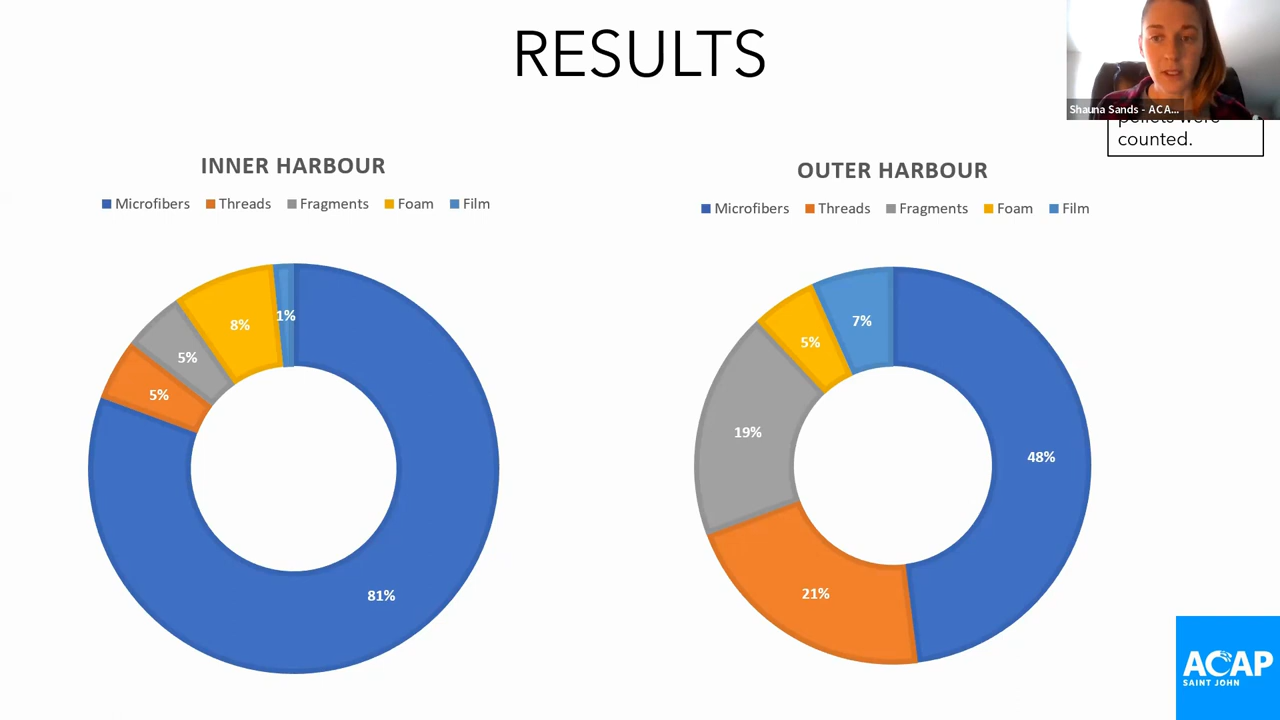 RESULTS
Shauna Sands - ACA...
counted.
INNER HARBOUR
Microfibers Threads Fragments Foam Film
1%
8%
5%
5%
81%
OUTER HARBOUR
Microfibers Threads Fragments Foam Film
7%
5%
19%
48%
21%
ACAP
SAINT JOHN